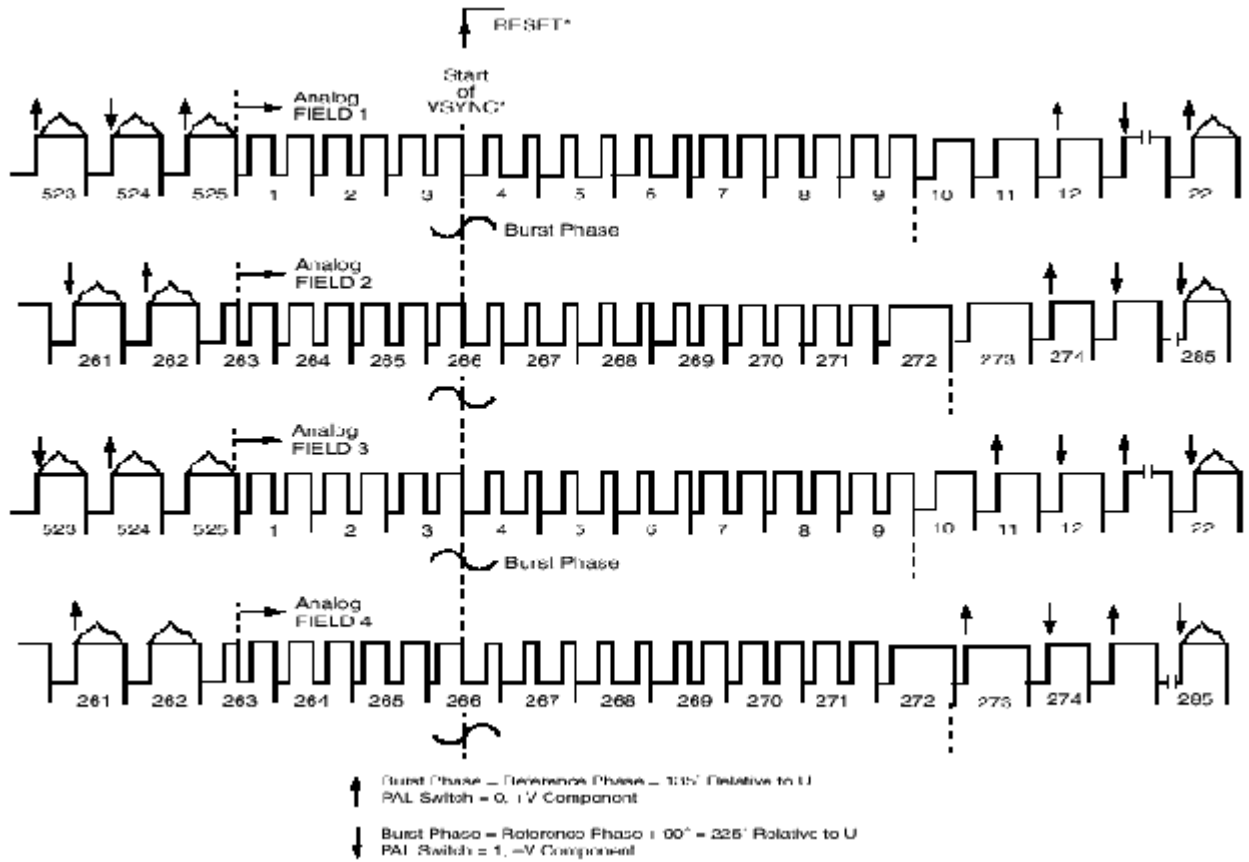 RESET*
Start
of
VSYNC*
Analog
FIELD 1
523 524 525 1 2 3 4 5 6 7 8 9 10 11 12 22
Burst Phase
Analog
FIELD 2
261 262 263 264 265 266 267 268 269 270 271 272 273 274 285
Analog
FIELD 3
523 524 525 1 2 3 4 5 6 7 8 9 10 11 12 22
Burst Phase
Analog
FIELD 4
261 262 263 264 265 266 267 268 269 270 271 272 273 274 285
Burst Phase = Reference Phase = 135° Relative to U
PAL Switch = 0, +V Component
Burst Phase = Reference Phase + 90° = 225° Relative to U
PAL Switch = 1, –V Component